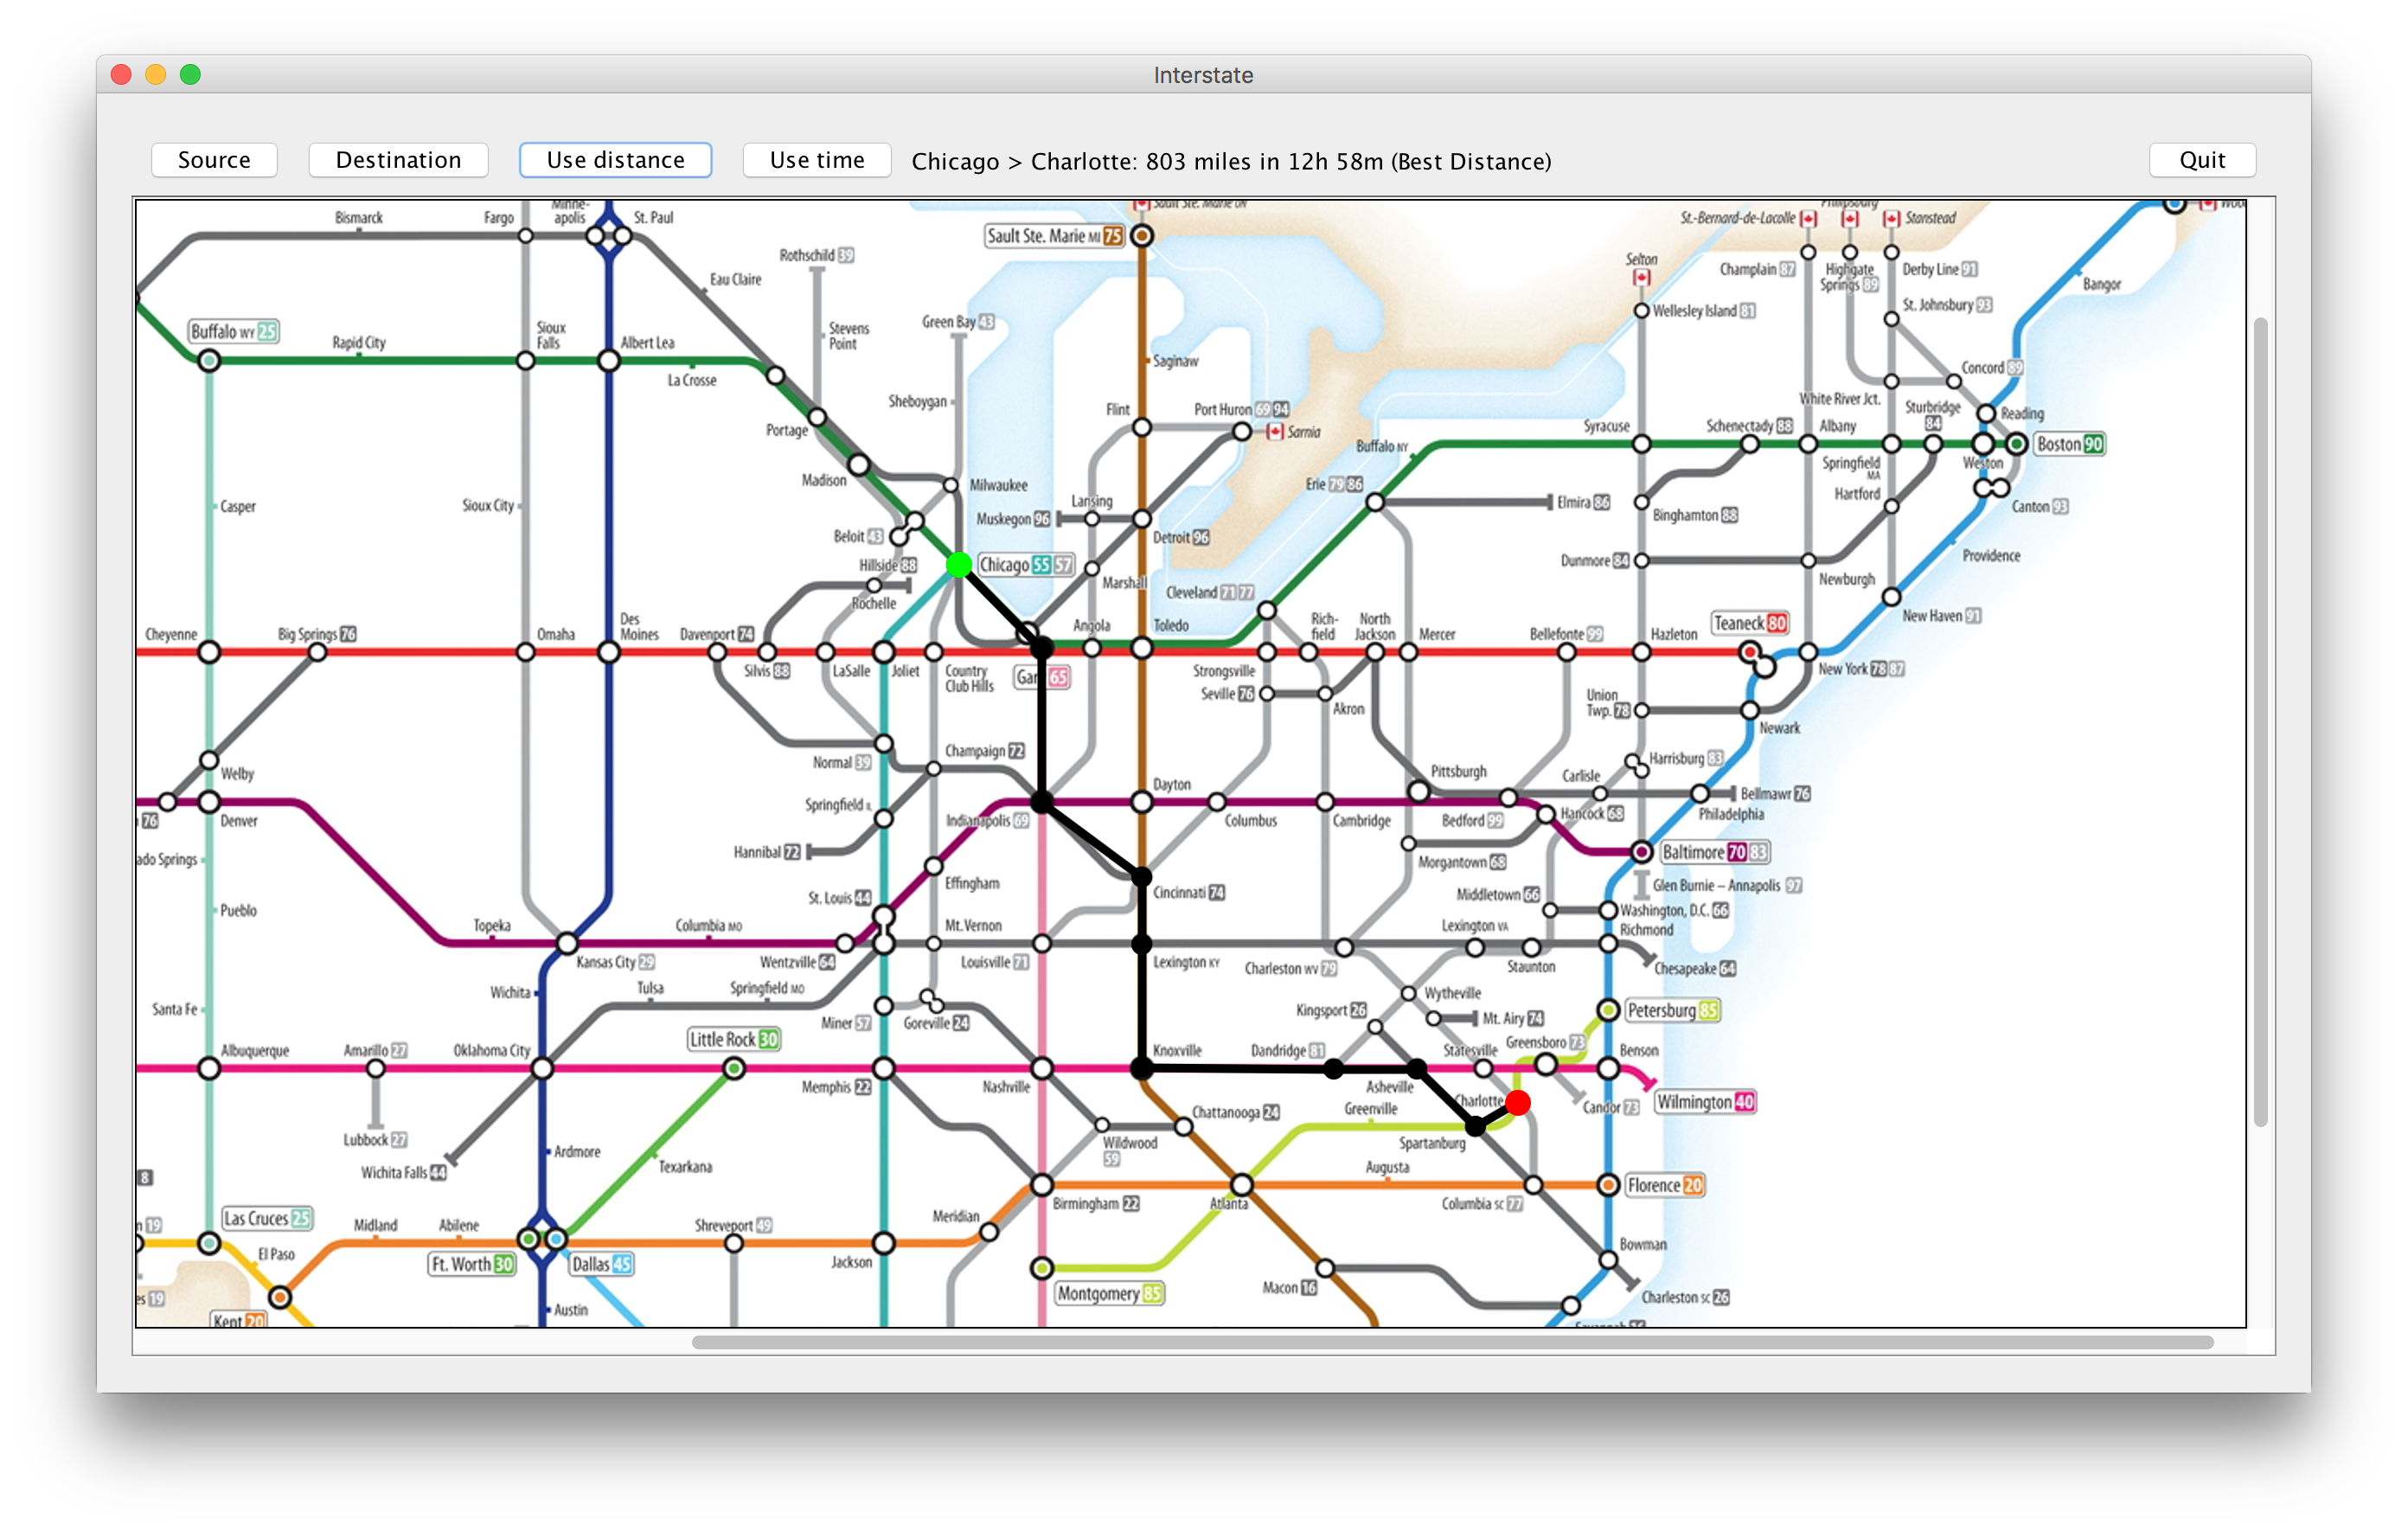 Interstate
Source Destination Use distance Use time Chicago > Charlotte: 803 miles in 12h 58m (Best Distance) Quit
Bismarck
Fargo
Minne-
apolis
St. Paul
Sault Ste. Marie MI 75
St.-Bernard-de-Lacolle
Stanstead
Rothschild 39
Eau Claire
Selton
Champlain 87
Highgate
Springs 89
Derby Line 91
Bangor
Wellesley Island 81
St. Johnsbury 93
Buffalo WY 25
Rapid City
Sioux
Falls
Albert Lea
La Crosse
Stevens
Point
Green Bay 43
Saginaw
Concord 89
Sheboygan
Flint
Port Huron 69 94
Sarnia
White River Jct.
Sturbridge
84
Reading
Portage
Buffalo NY
Syracuse
Schenectady 88
Albany
Boston 90
Madison
Milwaukee
Springfield
MA
Weston
Erie 79 86
Hartford
Casper
Sioux City
Lansing
Muskegon 96
Elmira 86
Binghamton 88
Canton 93
Beloit 43
Detroit 96
Providence
Hillside 88
Chicago 55 57
Dunmore 84
Newburgh
Rochelle
Marshall
Cleveland 71 77
New Haven 91
Cheyenne
Big Springs 76
Omaha
Des
Moines
Davenport 74
Angola
Toledo
Rich-
field
North
Jackson
Mercer
Bellefonte 99
Hazleton
Teaneck 80
Silvis 88
LaSalle
Joliet
Country
Club Hills
65
Strongsville
New York 78 87
Seville 76
Akron
Union
Twp. 78
Newark
Welby
Normal 39
Champaign 72
Pittsburgh
Carlisle
Harrisburg 83
Dayton
Bellmawr 76
76
Denver
Springfield IL
Indianapolis 69
Columbus
Cambridge
Bedford 99
Hancock 68
Philadelphia
ado Springs
Hannibal 72
Morgantown 68
Baltimore 70 83
Effingham
Cincinnati 74
Glen Burnie – Annapolis 97
Pueblo
St. Louis 44
Middletown 66
Washington, D.C. 66
Topeka
Columbia MO
Mt. Vernon
Lexington VA
Richmond
Kansas City 29
Wentzville 64
Louisville 71
Lexington KY
Charleston WV 79
Staunton
Chesapeake 64
Wichita
Tulsa
Springfield MO
Wytheville
Santa Fe
Miner 57
Goreville 24
Kingsport 26
Mt. Airy 74
Petersburg 85
Little Rock 30
Albuquerque
Amarillo 27
Oklahoma City
Knoxville
Dandridge 81
Statesville
Greensboro 73
Benson
Memphis 22
Nashville
Asheville
Charlotte
Candor 73
Wilmington 40
Lubbock 27
Chattanooga 24
Greenville
Wichita Falls 44
Ardmore
Texarkana
Wildwood
59
Spartanburg
8
Augusta
Birmingham 22
Atlanta
Columbia SC 77
Florence 20
19
Las Cruces 25
Midland
Abilene
Shreveport 49
Meridian
El Paso
Ft. Worth 30
Dallas 45
Jackson
Bowman
es 19
Montgomery 85
Macon 16
Charleston SC 26
Kent 20
Austin